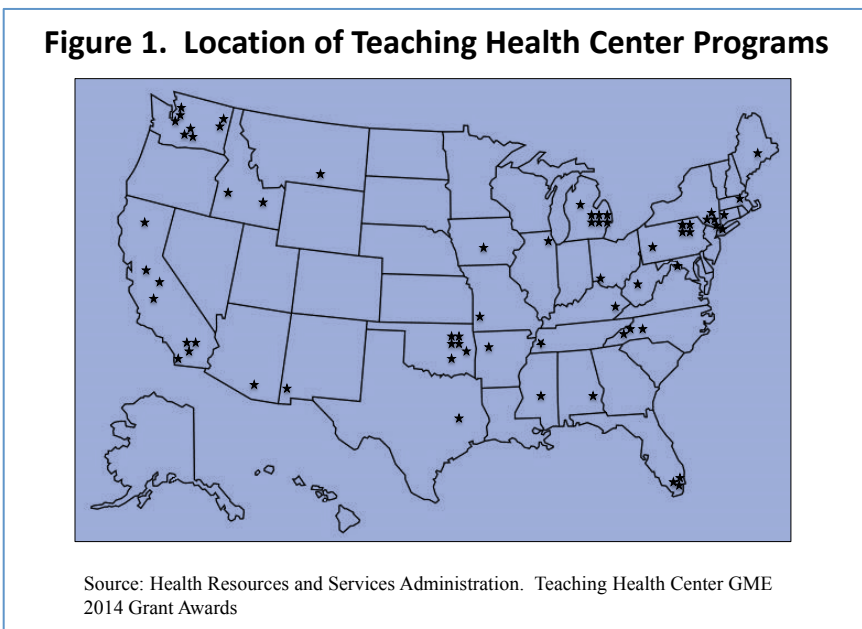 Figure 1. Location of Teaching Health Center Programs
Source: Health Resources and Services Administration. Teaching Health Center GME
2014 Grant Awards